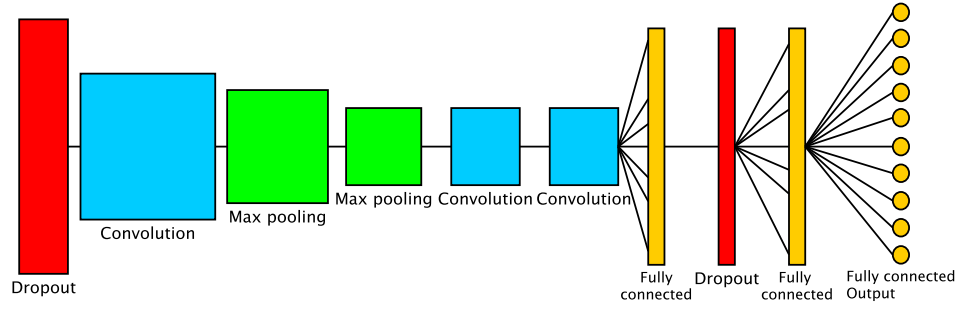 Dropout
Convolution
Max pooling
Max pooling
Convolution
Convolution
Fully
connected
Dropout
Fully
connected
Fully connected
Output